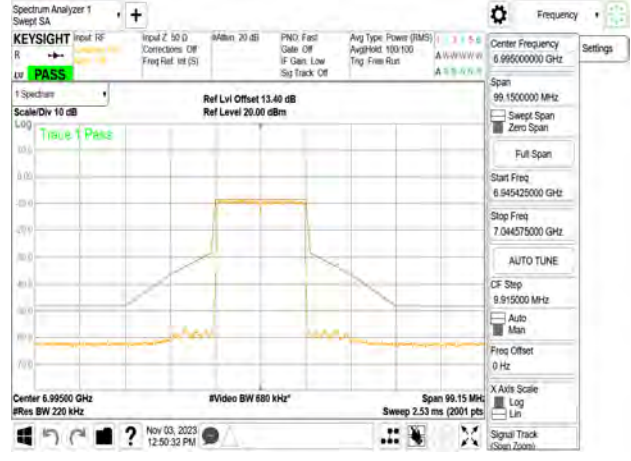 Spectrum Analyzer 1
Swept SA
Frequency
KEYSIGHT
Input: RF
Input Z: 50 Ω
#Atten: 20 dB
PNO: Fast
Avg Type: Power (RMS)
Corrections: Off
Gate: Off
Avg|Hold: 100/100
Freq Ref: Int (S)
IF Gain: Low
Trig: Free Run
Sig Track: Off
PASS
Center Frequency
6.995000000 GHz
Settings
Span
99.1500000 MHz
Swept Span
Zero Span
Full Span
Start Freq
6.945425000 GHz
Stop Freq
7.044575000 GHz
AUTO TUNE
CF Step
9.915000 MHz
Auto
Man
Freq Offset
0 Hz
X Axis Scale
Log
Lin
Signal Track
(Span Zoom)
1 Spectrum
Scale/Div 10 dB
Ref Lvl Offset 13.40 dB
Ref Level 20.00 dBm
Log
Trace 1 Pass
Center 6.99500 GHz
#Video BW 680 kHz*
Span 99.15 MHz
#Res BW 220 kHz
Sweep 2.53 ms (2001 pts
Nov 03, 2023
12:50:32 PM